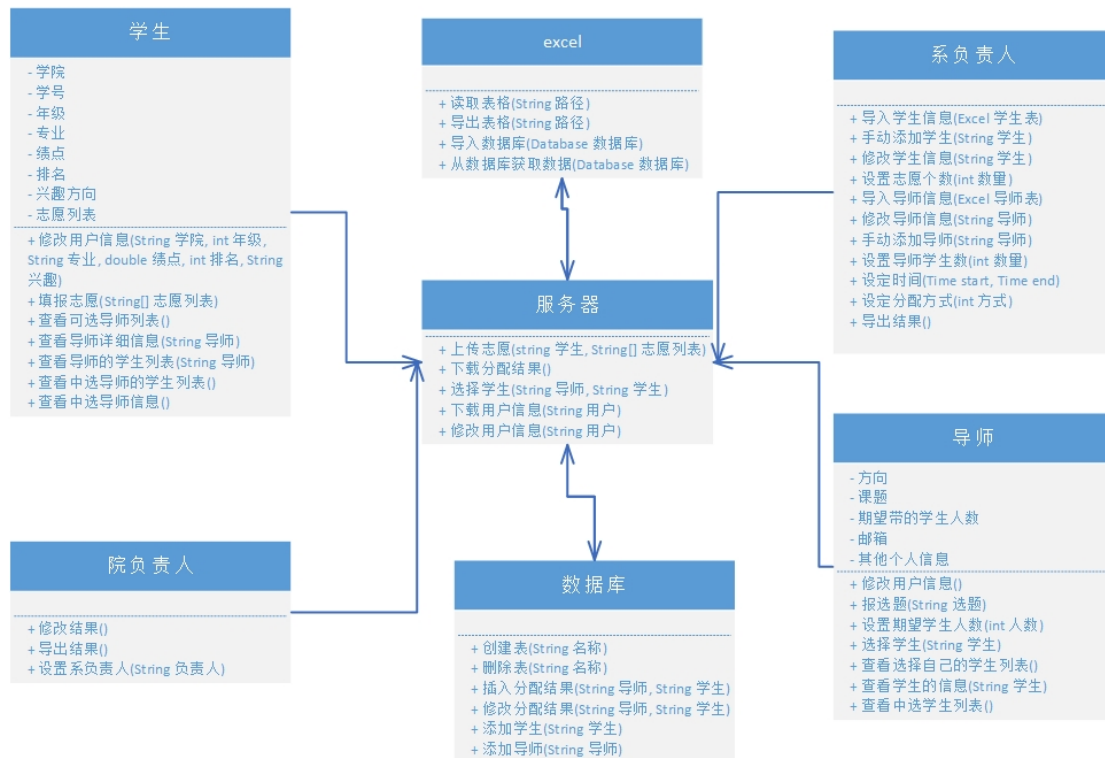 学生
- 学院
- 学号
- 年级
- 专业
- 绩点
- 排名
- 兴趣方向
- 志愿列表
+ 修改用户信息(String 学院, int 年级,
String 专业, double 绩点, int 排名, String
兴趣)
+ 填报志愿(String[] 志愿列表)
+ 查看可选导师列表()
+ 查看导师详细信息(String 导师)
+ 查看导师的学生列表(String 导师)
+ 查看中选导师的学生列表()
+ 查看中选导师信息()
excel
+ 读取表格(String 路径)
+ 导出表格(String 路径)
+ 导入数据库(Database 数据库)
+ 从数据库获取数据(Database 数据库)
系负责人
+ 导入学生信息(Excel 学生表)
+ 手动添加学生(String 学生)
+ 修改学生信息(String 学生)
+ 设置志愿个数(int 数量)
+ 导入导师信息(Excel 导师表)
+ 修改导师信息(String 导师)
+ 手动添加导师(String 导师)
+ 设置导师学生数(int 数量)
+ 设定时间(Time start, Time end)
+ 设定分配方式(int 方式)
+ 导出结果()
服务器
+ 上传志愿(string 学生, String[] 志愿列表)
+ 下载分配结果()
+ 选择学生(String 导师, String 学生)
+ 下载用户信息(String 用户)
+ 修改用户信息(String 用户)
导师
- 方向
- 课题
- 期望带的学生人数
- 邮箱
- 其他个人信息
+ 修改用户信息()
+ 报选题(String 选题)
+ 设置期望学生人数(int 人数)
+ 选择学生(String 学生)
+ 查看选择自己的学生列表()
+ 查看学生的信息(String 学生)
+ 查看中选学生列表()
院负责人
+ 修改结果()
+ 导出结果()
+ 设置系负责人(String 负责人)
数据库
+ 创建表(String 名称)
+ 删除表(String 名称)
+ 插入分配结果(String 导师, String 学生)
+ 修改分配结果(String 导师, String 学生)
+ 添加学生(String 学生)
+ 添加导师(String 导师)